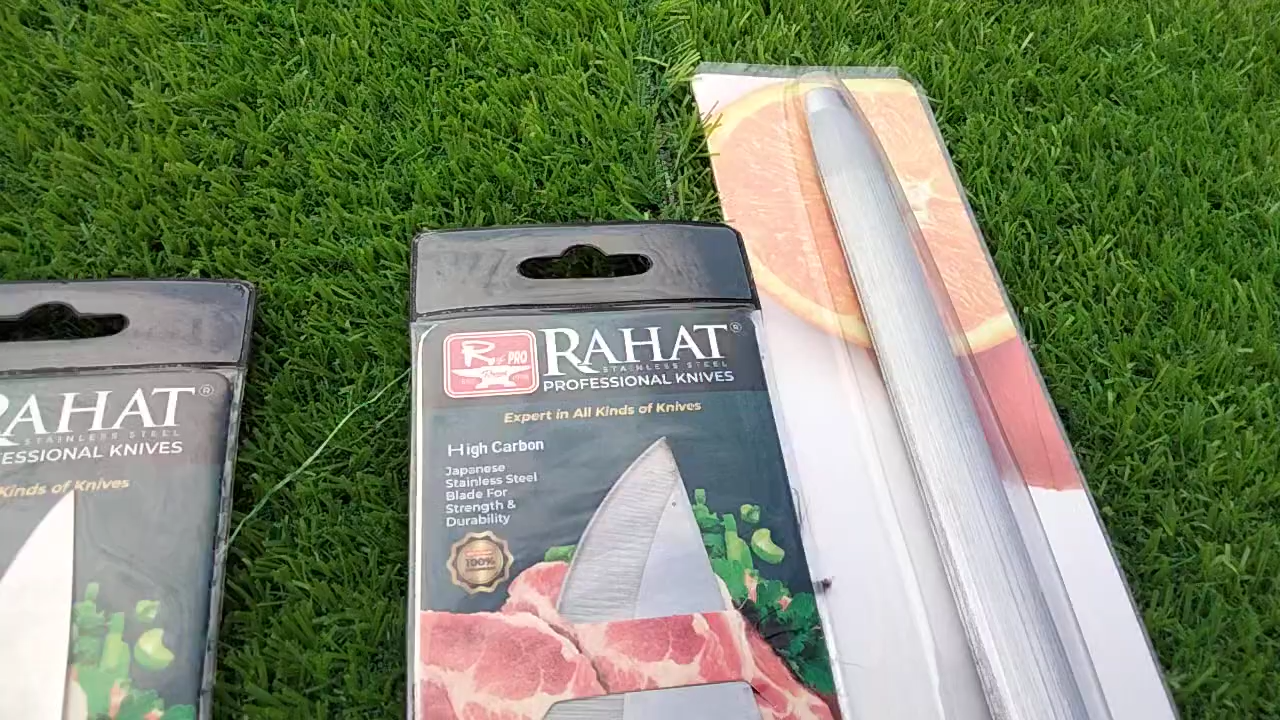 RAHAT®
STAINLESS STEEL
PROFESSIONAL KNIVES
Expert in All Kinds of Knives
High Carbon
Japanese
Stainless Steel
Blade For
Strength &
Durability
100%
R PRO
RAHAT®
STAINLESS STEEL
ESSIONAL KNIVES
Kinds of Knives